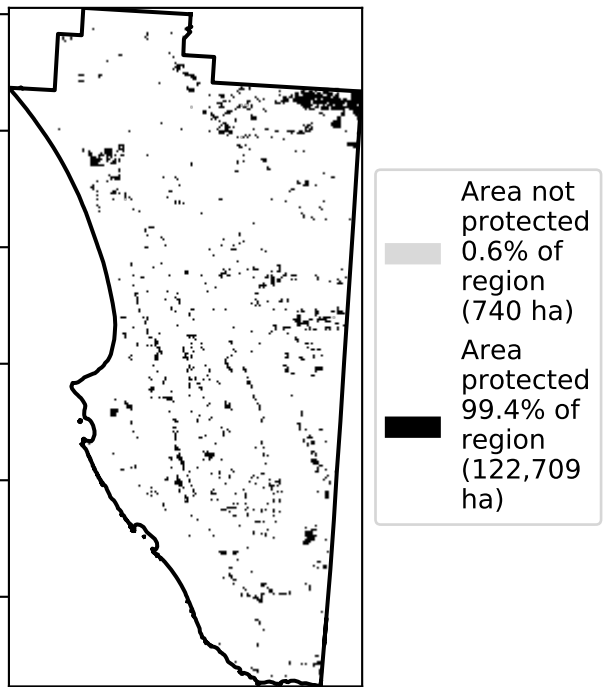 Area not
protected
0.6% of
region
(740 ha)
Area
protected
99.4% of
region
(122,709
ha)